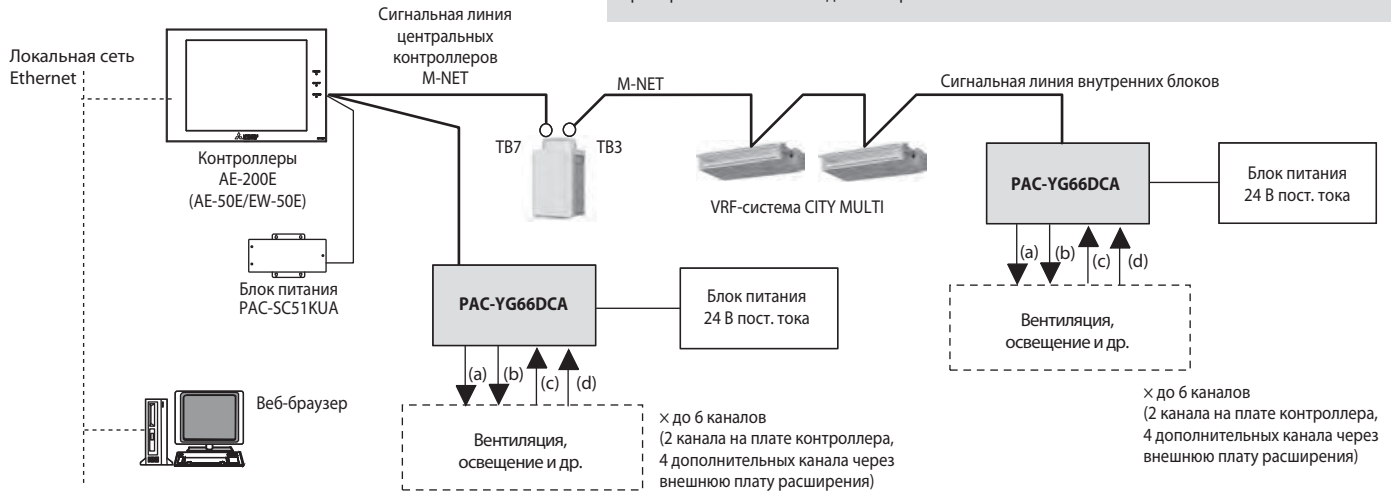 Сигнальная линия
центральных
контроллеров
M-NET
Локальная сеть
Ethernet
M-NET
Сигнальная линия внутренних блоков
TB7
TB3
Контроллеры
AE-200E
(AE-50E/EW-50E)
VRF-система CITY MULTI
PAC-YG66DCA
Блок питания
24 В пост. тока
(a)
(b)
(c)
(d)
Блок питания
PAC-SC51KUA
PAC-YG66DCA
Блок питания
24 В пост. тока
Вентиляция,
освещение и др.
(a)
(b)
(c)
(d)
× до 6 каналов
(2 канала на плате контроллера,
4 дополнительных канала через
внешнюю плату расширения)
Веб-браузер
Вентиляция,
освещение и др.
× до 6 каналов
(2 канала на плате контроллера,
4 дополнительных канала через
внешнюю плату расширения)